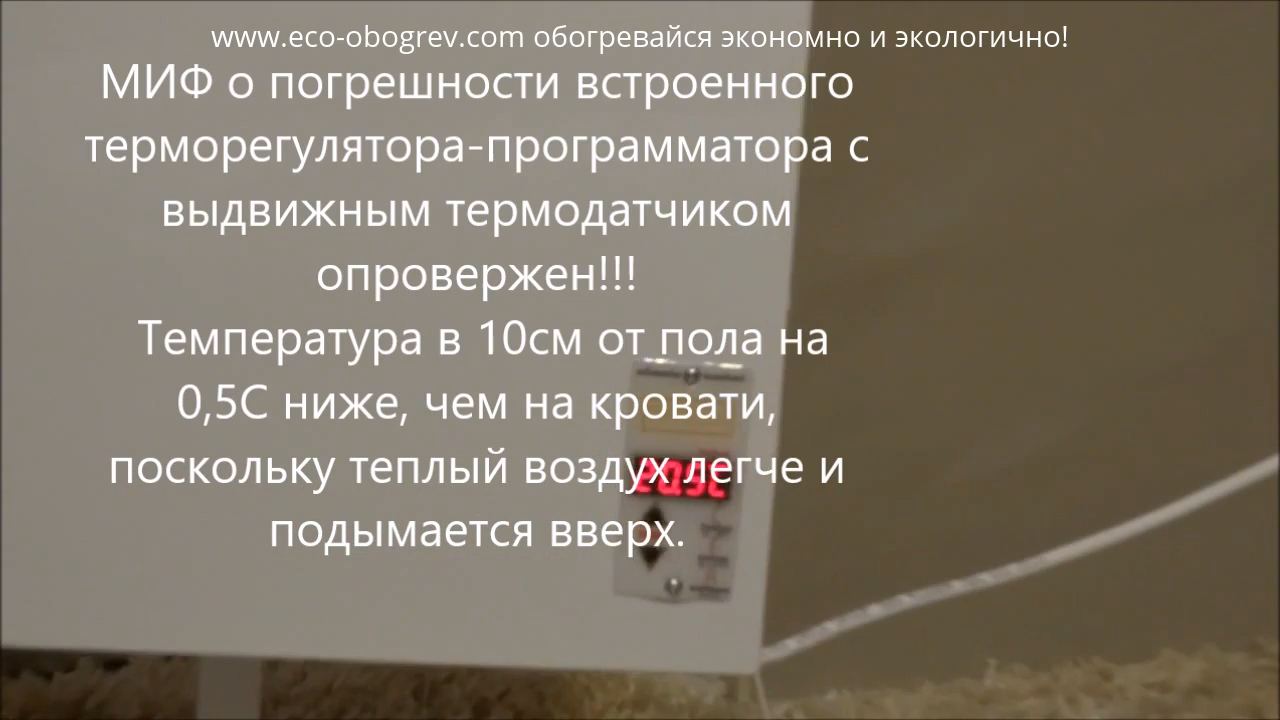 www.eco-obogrev.com обогревайся экономно и экологично!
МИФ о погрешности встроенного
терморегулятора-программатора с
выдвижным термодатчиком
опровержен!!!
Температура в 10см от пола на
0,5С ниже, чем на кровати,
поскольку теплый воздух легче и
подымается вверх.